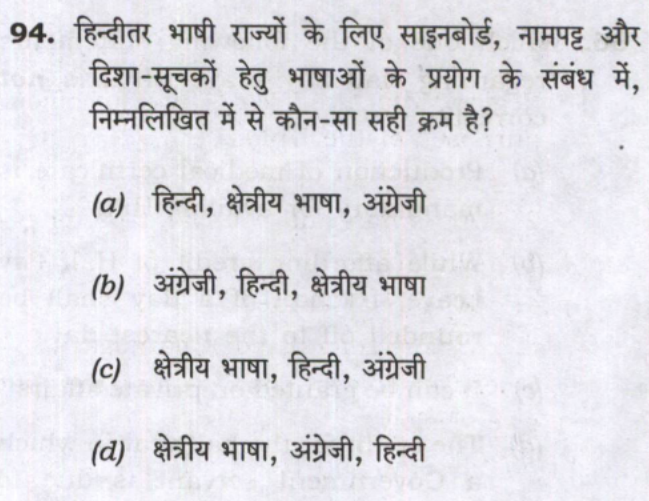 94. हिन्दीतर भाषी राज्यों के लिए साइनबोर्ड, नामपट्ट और
दिशा-सूचकों हेतु भाषाओं के प्रयोग के संबंध में,
निम्नलिखित में से कौन-सा सही क्रम है?
(a) हिन्दी, क्षेत्रीय भाषा, अंग्रेजी
(b) अंग्रेजी, हिन्दी, क्षेत्रीय भाषा
(c) क्षेत्रीय भाषा, हिन्दी, अंग्रेजी
(d) क्षेत्रीय भाषा, अंग्रेजी, हिन्दी